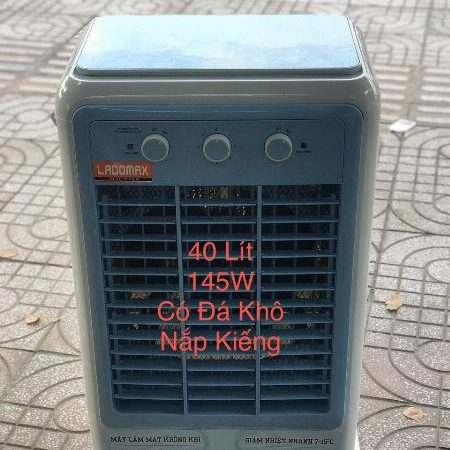 LADOMAX
40 Lít
145W
Có Đá Khô
Nắp Kiếng
MÁY LÀM MÁT KHÔNG KHÍ
GIẢM NHIỆT NHANH 7-15°C